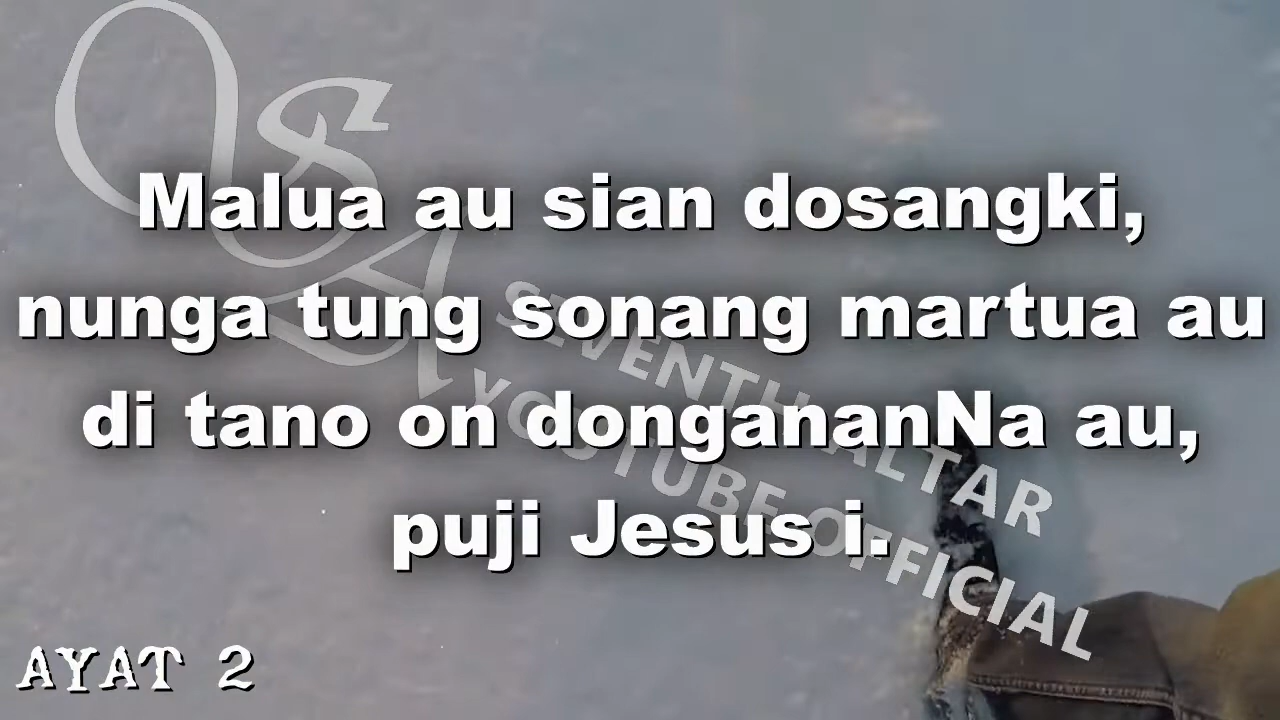 Malua au sian dosangki,
nunga tung sonang martua au
di tano on dongananNa au,
puji Jesus i.
SA
SEVENTH ALTAR
YOUTUBE OFFICIAL
AYAT 2